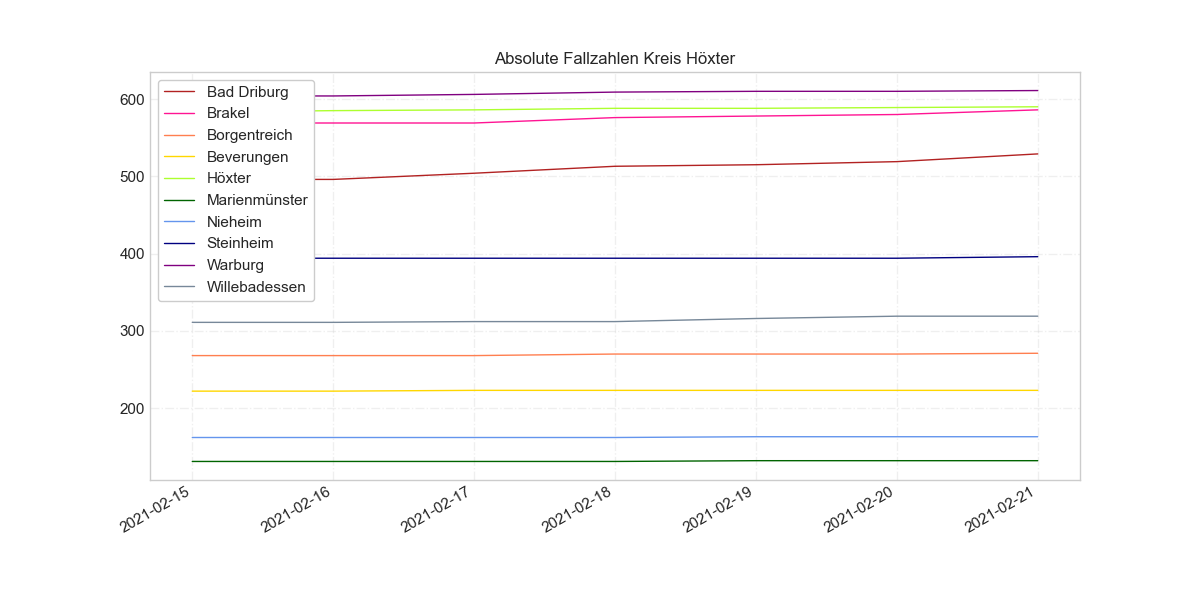 Absolute Fallzahlen Kreis Höxter
600
500
400
300
200
Bad Driburg
Brakel
Borgentreich
Beverungen
Höxter
Marienmünster
Nieheim
Steinheim
Warburg
Willebadessen
2021-02-15
2021-02-16
2021-02-17
2021-02-18
2021-02-19
2021-02-20
2021-02-21